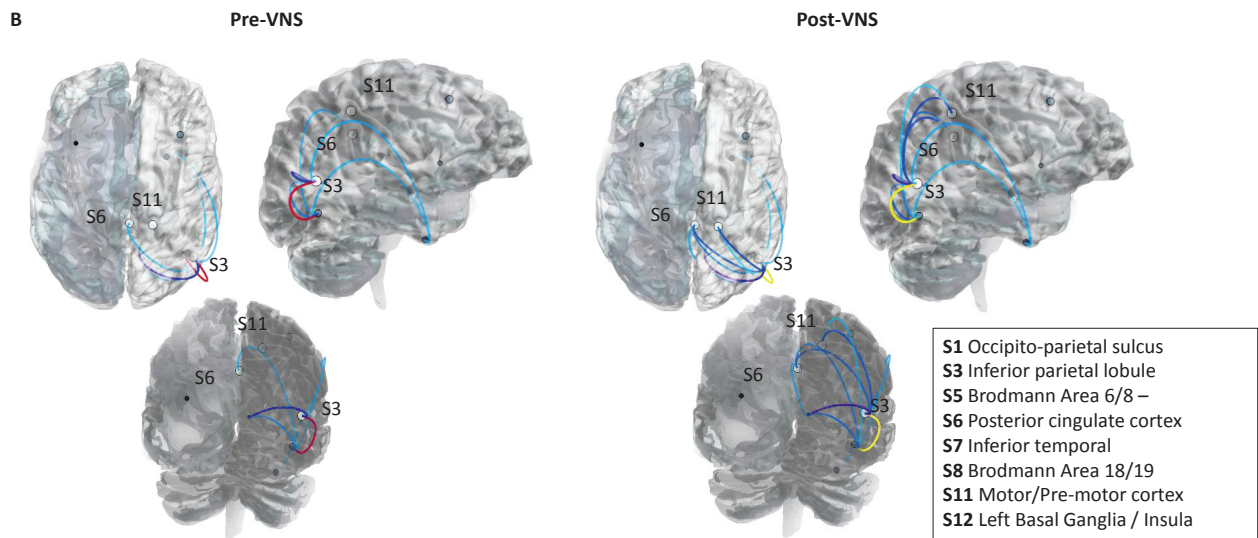 B
Pre-VNS
Post-VNS
S11
S6
S3
S11
S6
S3
S11
S6
S3
S11
S6
S3
S11
S6
S3
S11
S6
S3
S1 Occipito-parietal sulcus
S3 Inferior parietal lobule
S5 Brodmann Area 6/8 –
S6 Posterior cingulate cortex
S7 Inferior temporal
S8 Brodmann Area 18/19
S11 Motor/Pre-motor cortex
S12 Left Basal Ganglia / Insula